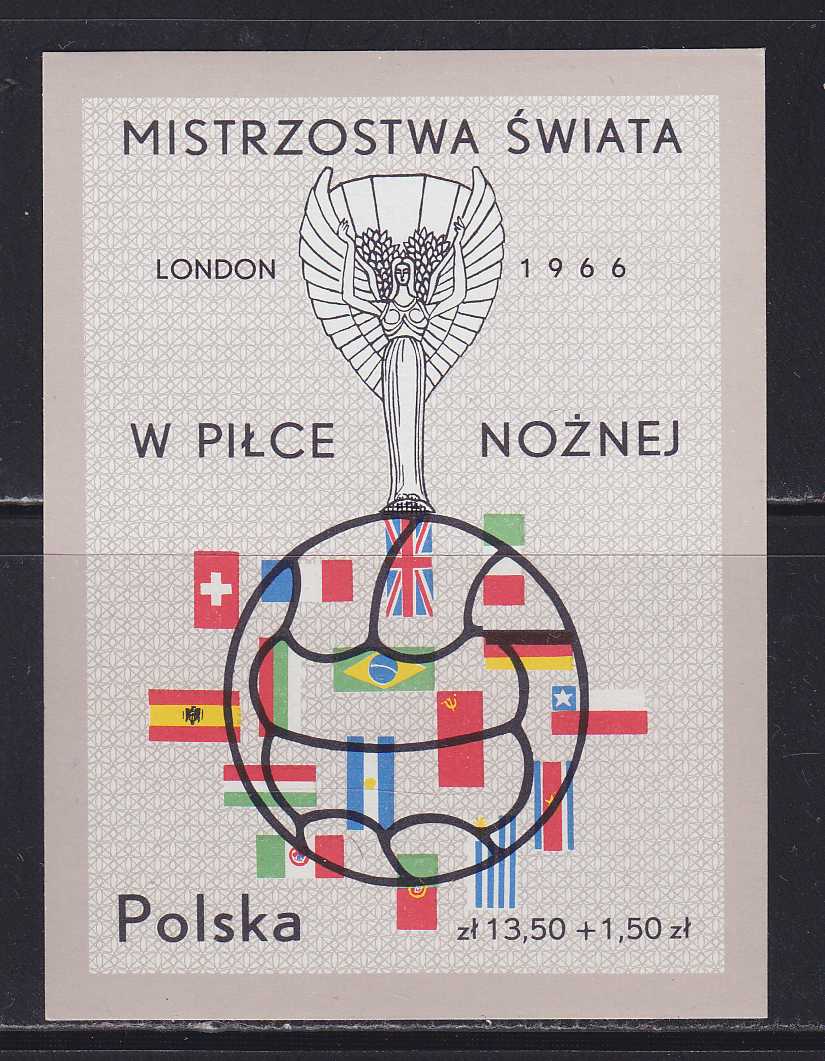 MISTRZOSTWA ŚWIATA
LONDON 1966
W PIŁCE NOŻNEJ
Polska zł 13,50 + 1,50 zł